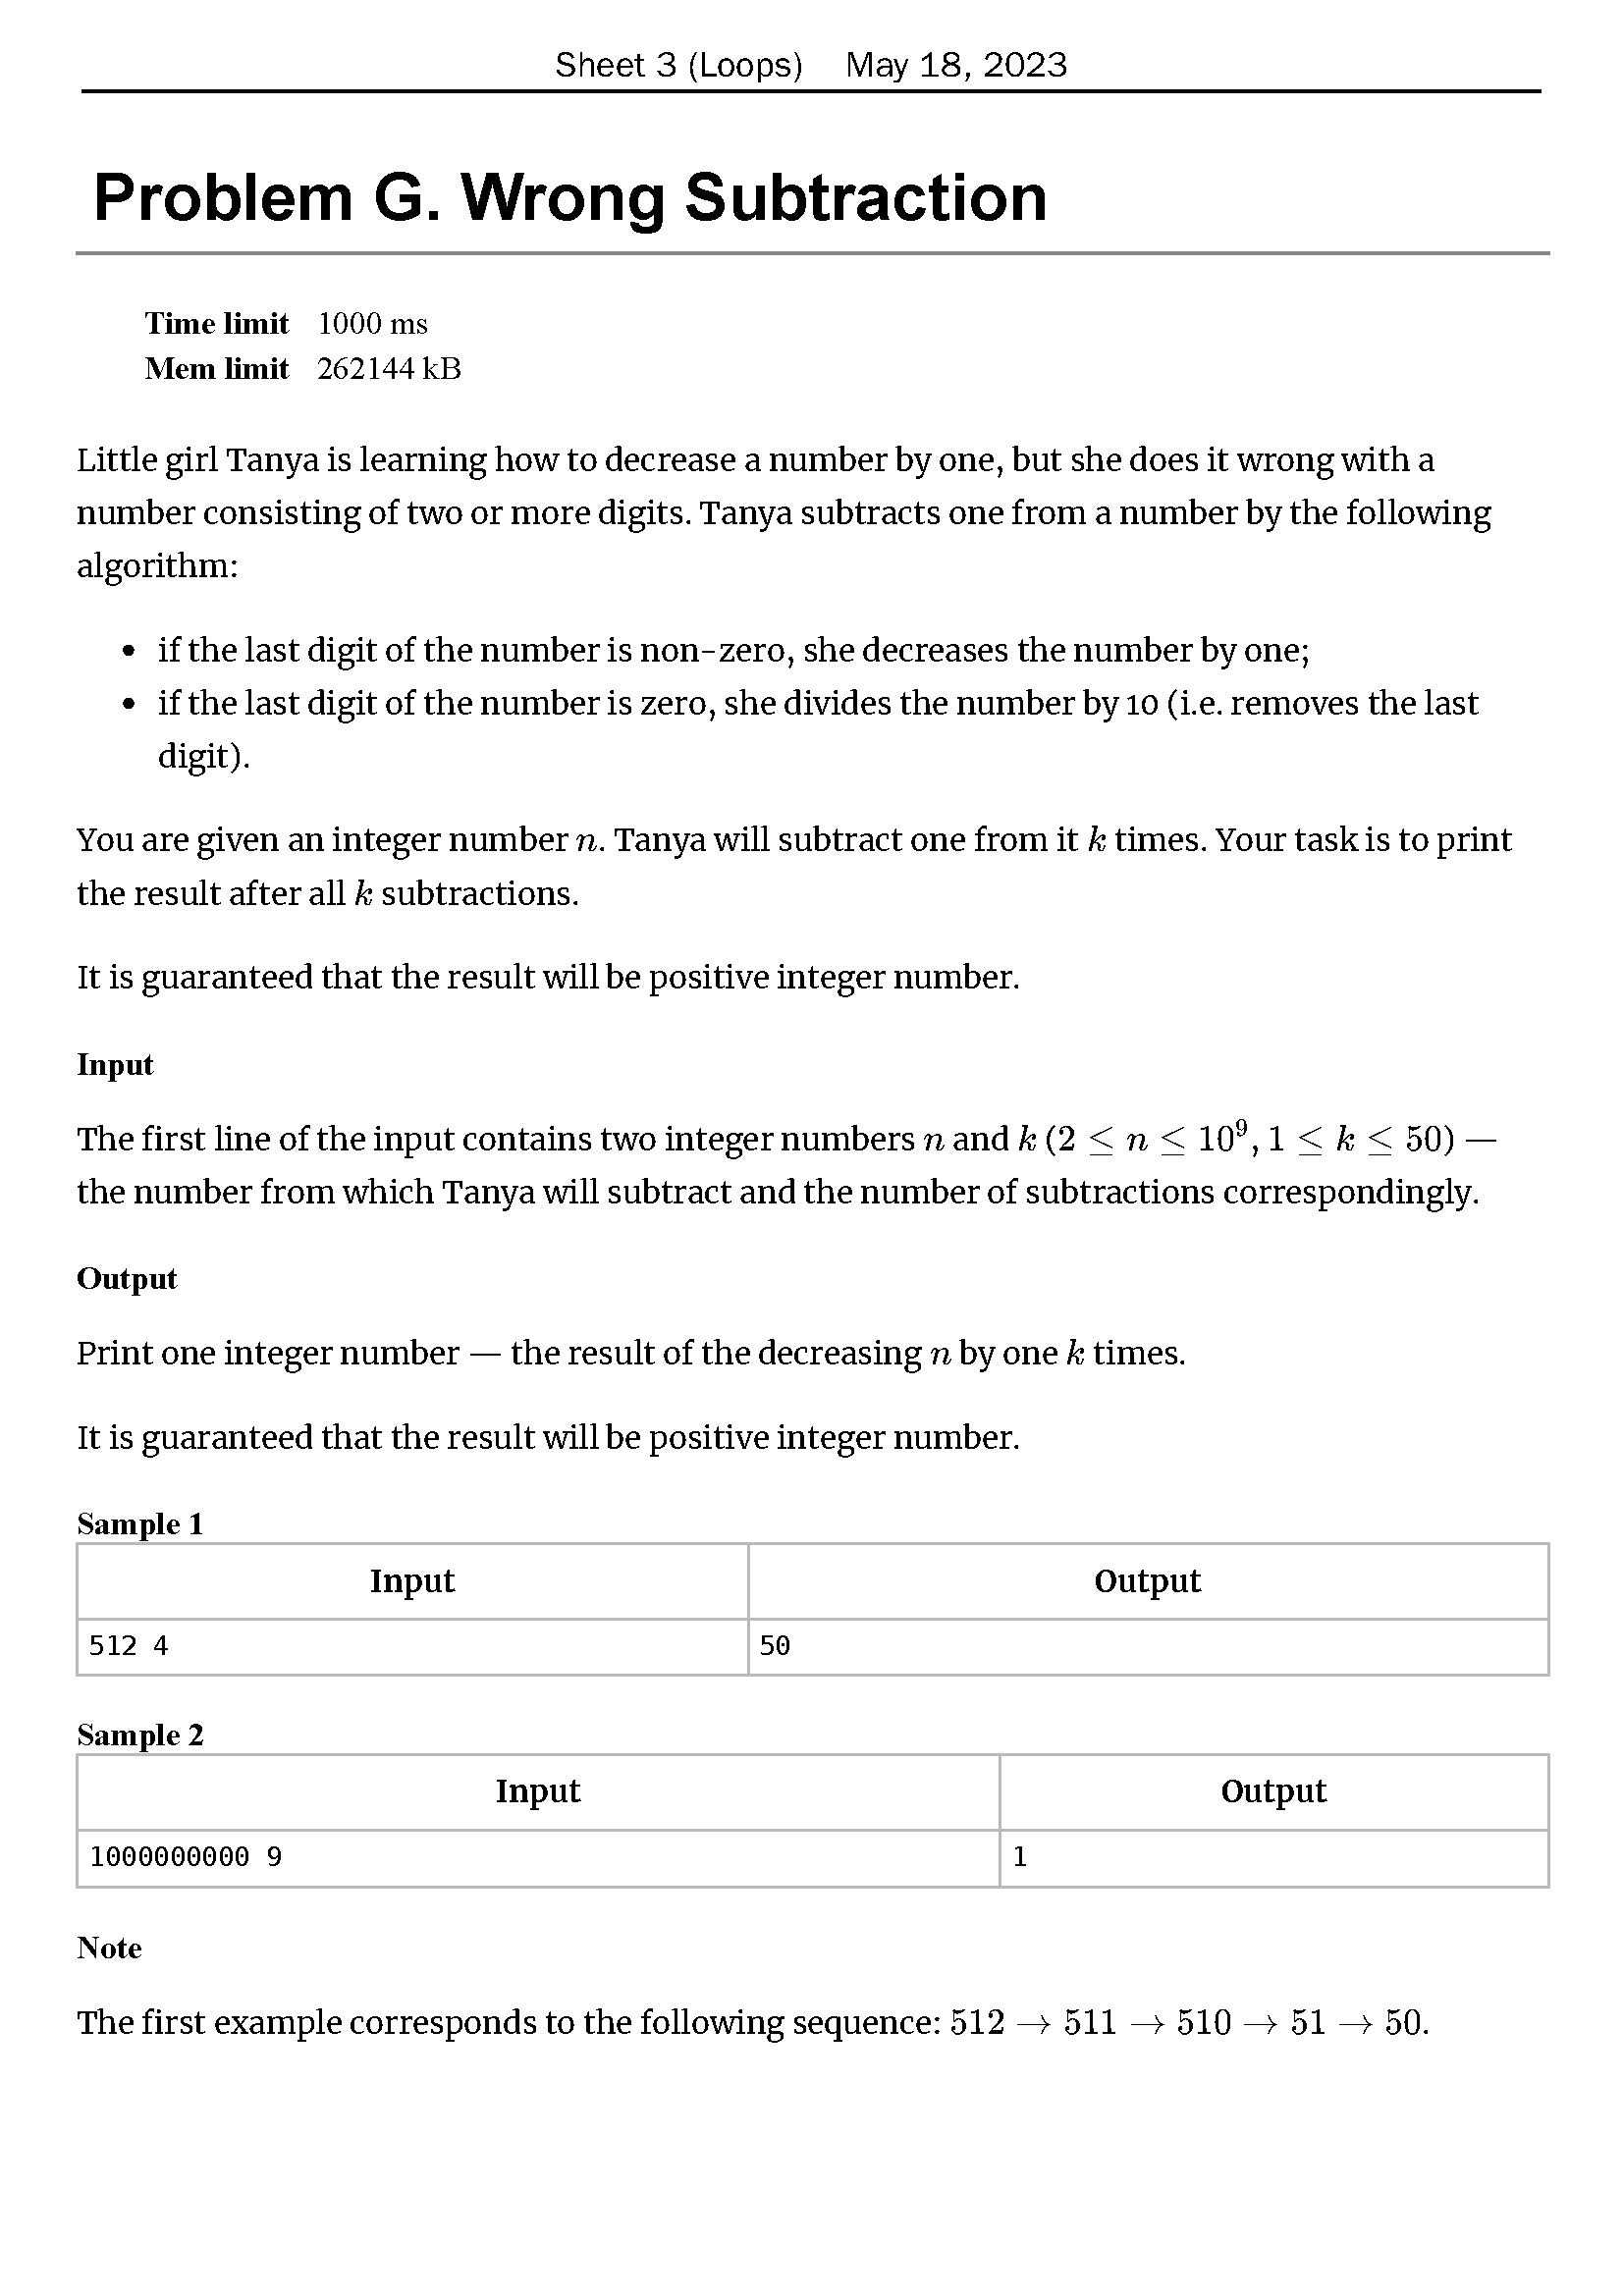 Sheet 3 (Loops)    May 18, 2023
Problem G. Wrong Subtraction
Time limit 1000 ms
Mem limit 262144 kB
Little girl Tanya is learning how to decrease a number by one, but she does it wrong with a
number consisting of two or more digits. Tanya subtracts one from a number by the following
algorithm:
• if the last digit of the number is non-zero, she decreases the number by one;
• if the last digit of the number is zero, she divides the number by 10 (i.e. removes the last
digit).
You are given an integer number n. Tanya will subtract one from it k times. Your task is to print
the result after all k subtractions.
It is guaranteed that the result will be positive integer number.
Input
The first line of the input contains two integer numbers n and k (2 ≤ n ≤ 10⁹, 1 ≤ k ≤ 50) —
the number from which Tanya will subtract and the number of subtractions correspondingly.
Output
Print one integer number — the result of the decreasing n by one k times.
It is guaranteed that the result will be positive integer number.
Sample 1
Input Output
512 4 50
Sample 2
Input Output
1000000000 9 1
Note
The first example corresponds to the following sequence: 512 → 511 → 510 → 51 → 50.